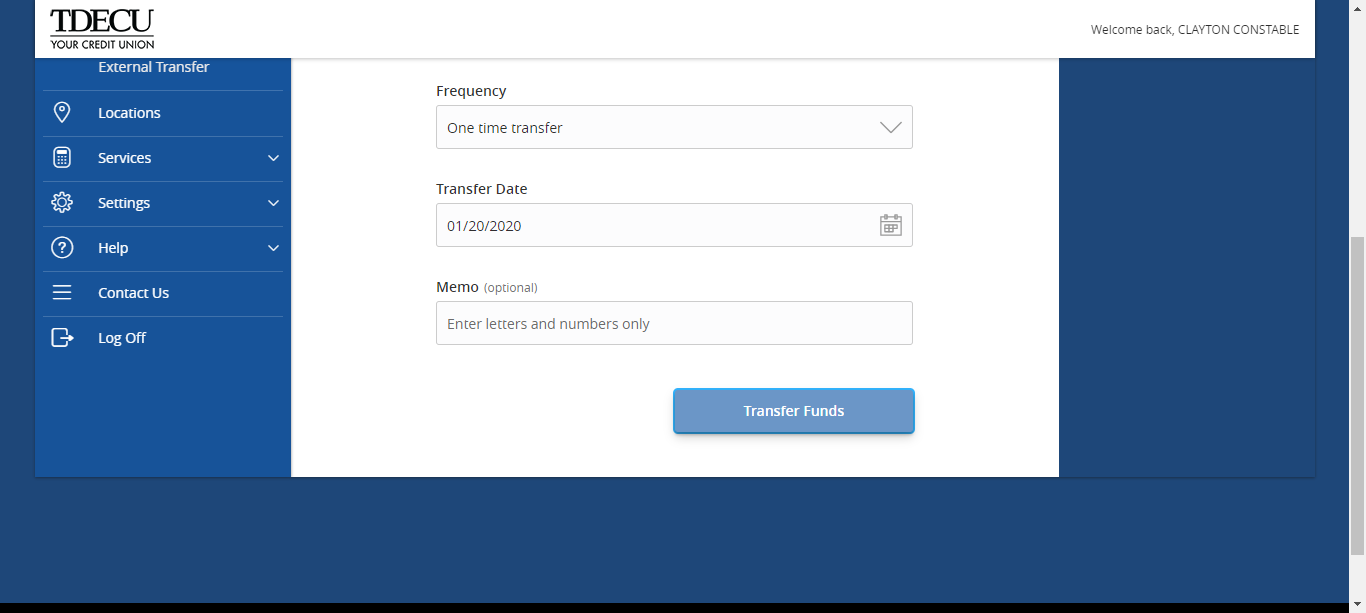 TDECU
YOUR CREDIT UNION
Welcome back, CLAYTON CONSTABLE
External Transfer
Locations
Services
Settings
Help
Contact Us
Log Off
Frequency
One time transfer
Transfer Date
01/20/2020
Memo (optional)
Enter letters and numbers only
Transfer Funds